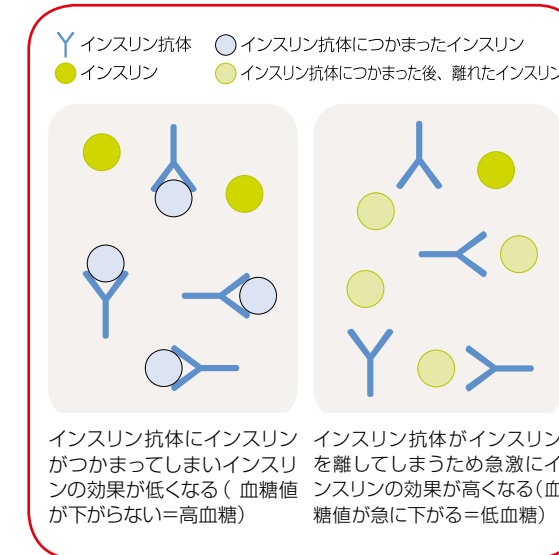 インスリン抗体
インスリン抗体につかまったインスリン
インスリン
インスリン抗体につかまった後、離れたインスリン
インスリン抗体にインスリン
がつかまってしまいインスリ
ンの効果が低くなる( 血糖値
が下がらない=高血糖)
インスリン抗体がインスリン
を離してしまうため急激にイ
ンスリンの効果が高くなる(血
糖値が急に下がる=低血糖)